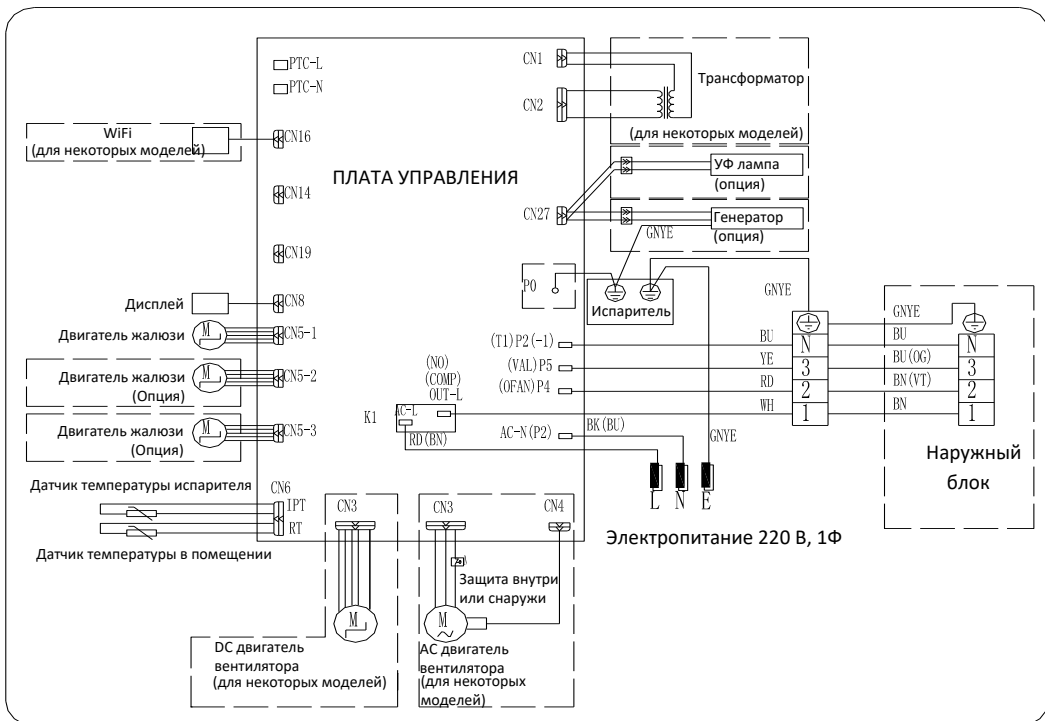 PTC-L
PTC-N
WiFi
(для некоторых моделей)
CN16
CN14
CN19
Дисплей
CN8
Двигатель жалюзи
M
CN5-1
Двигатель жалюзи
(Опция)
M
CN5-2
Двигатель жалюзи
(Опция)
M
CN5-3
Датчик температуры испарителя
CN6
IPT
RT
Датчик температуры в помещении
ПЛАТА УПРАВЛЕНИЯ
CN1
CN2
Трансформатор
(для некоторых моделей)
УФ лампа
(опция)
CN27
Генератор
(опция)
GNYE
P0
Испаритель
GNYE
(T1)P2(-1)
(VAL)P5
(OFAN)P4
(NO)
(COMP)
OUT-L
K1
AC-L
RD(BN)
AC-N(P2)
BK(BU)
GNYE
BU
YE
RD
WH
N
3
2
1
GNYE
BU
BU(OG)
BN(VT)
BN
N
3
2
1
Наружный
блок
L N E
Электропитание 220 В, 1Ф
CN3
M
DC двигатель
вентилятора
(для некоторых моделей)
CN3
CN4
Защита внутри
или снаружи
M
AC двигатель
вентилятора
(для некоторых
моделей)